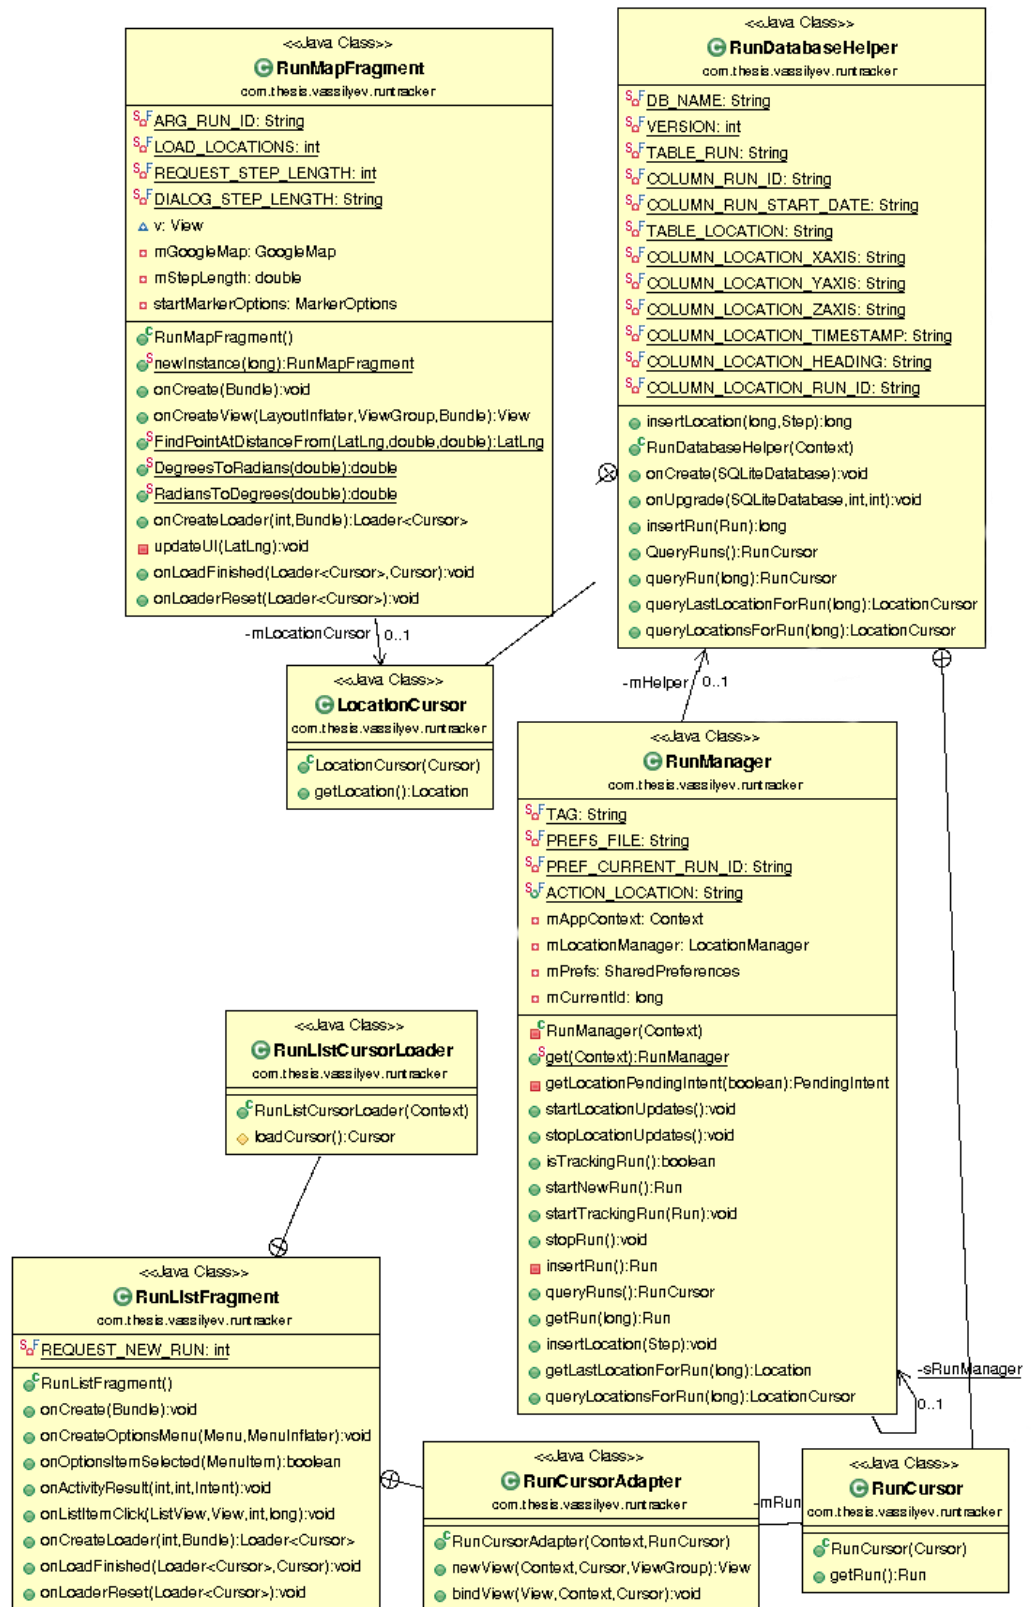 <<Java Class>>
RunMapFragment
com.thesis.vassilyev.runtracker
ARG_RUN_ID: String
LOAD_LOCATIONS: int
REQUEST_STEP_LENGTH: int
DIALOG_STEP_LENGTH: String
v: View
mGoogleMap: GoogleMap
mStepLength: double
startMarkerOptions: MarkerOptions
RunMapFragment()
newInstance(long):RunMapFragment
onCreate(Bundle):void
onCreateView(LayoutInflater,ViewGroup,Bundle):View
FindPointAtDistanceFrom(LatLng,double,double):LatLng
DegreesToRadians(double):double
RadiansToDegrees(double):double
onCreateLoader(int,Bundle):Loader<Cursor>
updateUI(LatLng):void
onLoadFinished(Loader<Cursor>,Cursor):void
onLoaderReset(Loader<Cursor>):void
<<Java Class>>
RunDatabaseHelper
com.thesis.vassilyev.runtracker
DB_NAME: String
VERSION: int
TABLE_RUN: String
COLUMN_RUN_ID: String
COLUMN_RUN_START_DATE: String
TABLE_LOCATION: String
COLUMN_LOCATION_XAXIS: String
COLUMN_LOCATION_YAXIS: String
COLUMN_LOCATION_ZAXIS: String
COLUMN_LOCATION_TIMESTAMP: String
COLUMN_LOCATION_HEADING: String
COLUMN_LOCATION_RUN_ID: String
insertLocation(long,Step):long
RunDatabaseHelper(Context)
onCreate(SQLiteDatabase):void
onUpgrade(SQLiteDatabase,int,int):void
insertRun(Run):long
QueryRuns():RunCursor
queryRun(long):RunCursor
queryLastLocationForRun(long):LocationCursor
queryLocationsForRun(long):LocationCursor
-mLocationCursor 0..1
<<Java Class>>
LocationCursor
com.thesis.vassilyev.runtracker
LocationCursor(Cursor)
getLocation():Location
-mHelper 0..1
<<Java Class>>
RunManager
com.thesis.vassilyev.runtracker
TAG: String
PREFS_FILE: String
PREF_CURRENT_RUN_ID: String
ACTION_LOCATION: String
mAppContext: Context
mLocationManager: LocationManager
mPrefs: SharedPreferences
mCurrentId: long
RunManager(Context)
get(Context):RunManager
getLocationPendingIntent(boolean):PendingIntent
startLocationUpdates():void
stopLocationUpdates():void
isTrackingRun():boolean
startNewRun():Run
startTrackingRun(Run):void
stopRun():void
insertRun():Run
queryRuns():RunCursor
getRun(long):Run
insertLocation(Step):void
getLastLocationForRun(long):Location
queryLocationsForRun(long):LocationCursor
-sRunManager
0..1
<<Java Class>>
RunListCursorLoader
com.thesis.vassilyev.runtracker
RunListCursorLoader(Context)
loadCursor():Cursor
<<Java Class>>
RunListFragment
com.thesis.vassilyev.runtracker
REQUEST_NEW_RUN: int
RunListFragment()
onCreate(Bundle):void
onCreateOptionsMenu(Menu,MenuInflater):void
onOptionsItemSelected(MenuItem):boolean
onActivityResult(int,int,Intent):void
onListItemClick(ListView,View,int,long):void
onCreateLoader(int,Bundle):Loader<Cursor>
onLoadFinished(Loader<Cursor>,Cursor):void
onLoaderReset(Loader<Cursor>):void
<<Java Class>>
RunCursorAdapter
com.thesis.vassilyev.runtracker
RunCursorAdapter(Context,RunCursor)
newView(Context,Cursor,ViewGroup):View
bindView(View,Context,Cursor):void
-mRun
<<Java Class>>
RunCursor
com.thesis.vassilyev.runtracker
RunCursor(Cursor)
getRun():Run